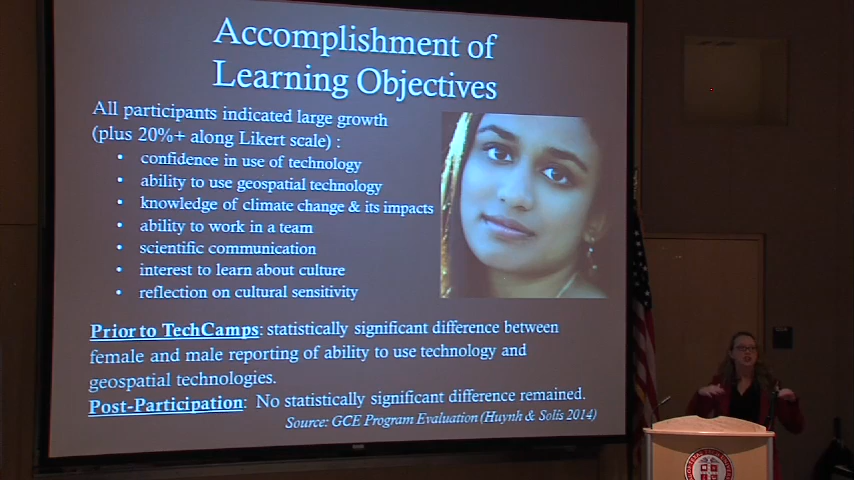 Accomplishment of
Learning Objectives
All participants indicated large growth
(plus 20%+ along Likert scale) :
• confidence in use of technology
• ability to use geospatial technology
• knowledge of climate change & its impacts
• ability to work in a team
• scientific communication
• interest to learn about culture
• reflection on cultural sensitivity
Prior to TechCamps: statistically significant difference between
female and male reporting of ability to use technology and
geospatial technologies.
Post-Participation: No statistically significant difference remained.
Source: GCE Program Evaluation (Huynh & Solís 2014)